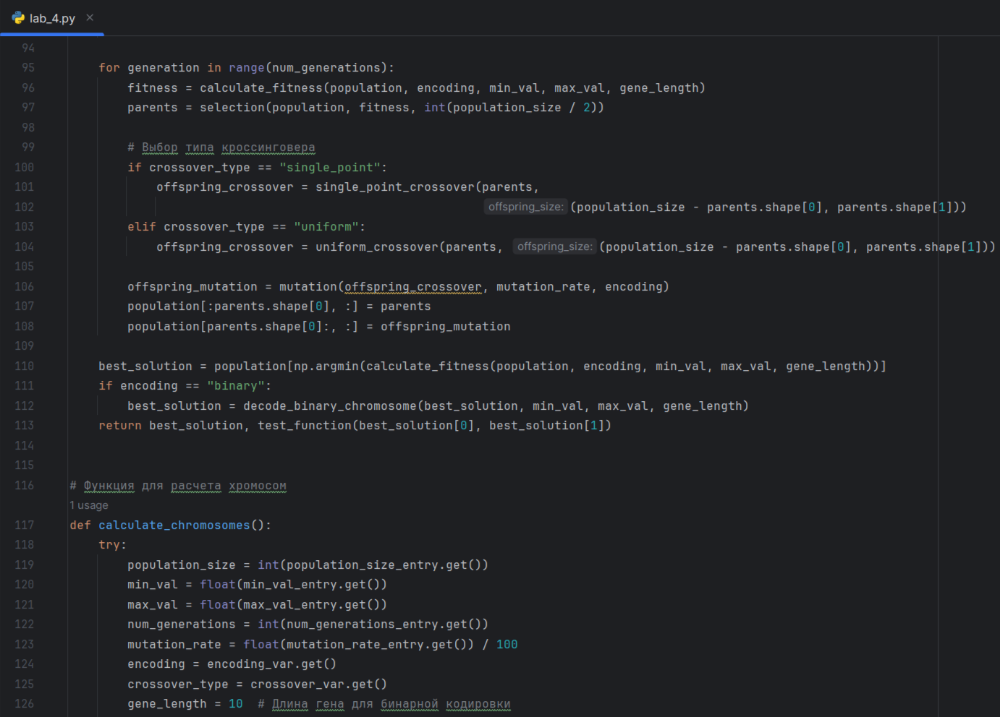 lab_4.py
94
95 for generation in range(num_generations):
96 fitness = calculate_fitness(population, encoding, min_val, max_val, gene_length)
97 parents = selection(population, fitness, int(population_size / 2))
98
99 # Выбор типа кроссинговера
100 if crossover_type == "single_point":
101 offspring_crossover = single_point_crossover(parents,
102 offspring_size: (population_size - parents.shape[0], parents.shape[1]))
103 elif crossover_type == "uniform":
104 offspring_crossover = uniform_crossover(parents, offspring_size: (population_size - parents.shape[0], parents.shape[1]))
105
106 offspring_mutation = mutation(offspring_crossover, mutation_rate, encoding)
107 population[:parents.shape[0], :] = parents
108 population[parents.shape[0]:, :] = offspring_mutation
109
110 best_solution = population[np.argmin(calculate_fitness(population, encoding, min_val, max_val, gene_length))]
111 if encoding == "binary":
112 best_solution = decode_binary_chromosome(best_solution, min_val, max_val, gene_length)
113 return best_solution, test_function(best_solution[0], best_solution[1])
114
115
116 # Функция для расчета хромосом
1 usage
117 def calculate_chromosomes():
118 try:
119 population_size = int(population_size_entry.get())
120 min_val = float(min_val_entry.get())
121 max_val = float(max_val_entry.get())
122 num_generations = int(num_generations_entry.get())
123 mutation_rate = float(mutation_rate_entry.get()) / 100
124 encoding = encoding_var.get()
125 crossover_type = crossover_var.get()
126 gene_length = 10 # Длина гена для бинарной кодировки